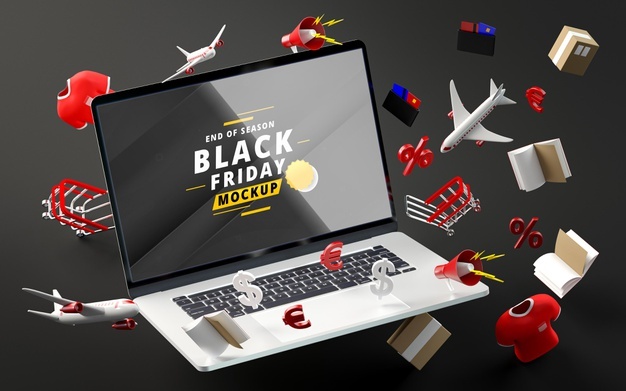 END OF SEASON
BLACK
FRIDAY
MOCKUP
€
%
%
$
€
$
€